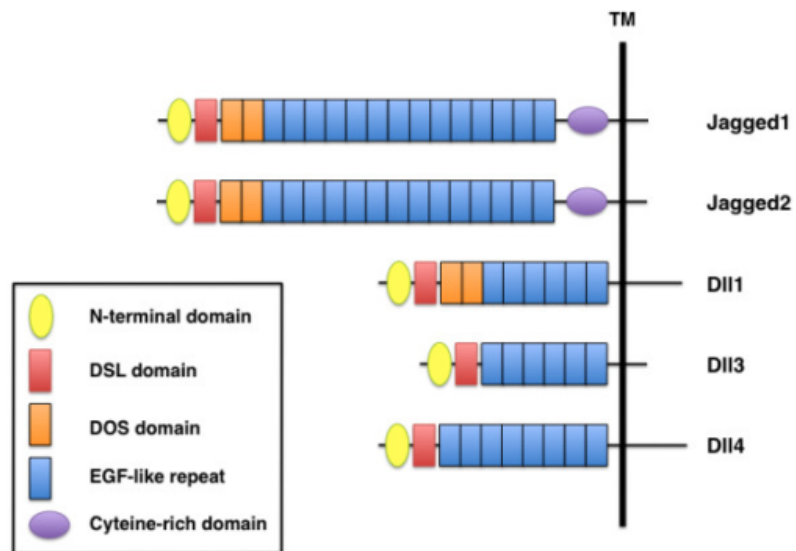 TM
Jagged1
Jagged2
Dll1
Dll3
Dll4
N-terminal domain
DSL domain
DOS domain
EGF-like repeat
Cyteine-rich domain